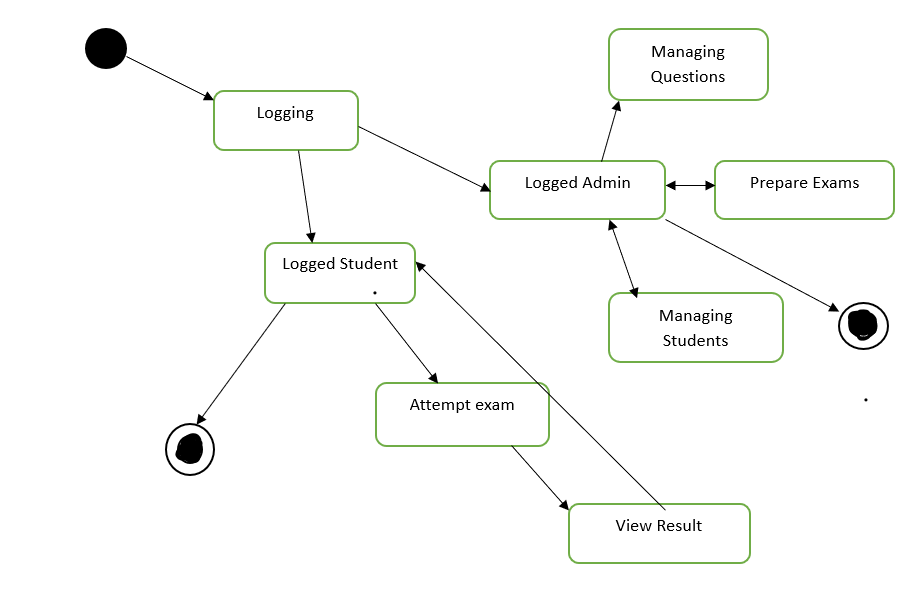 Managing
Questions
Logging
Logged Admin
Prepare Exams
Logged Student
Managing
Students
Attempt exam
View Result